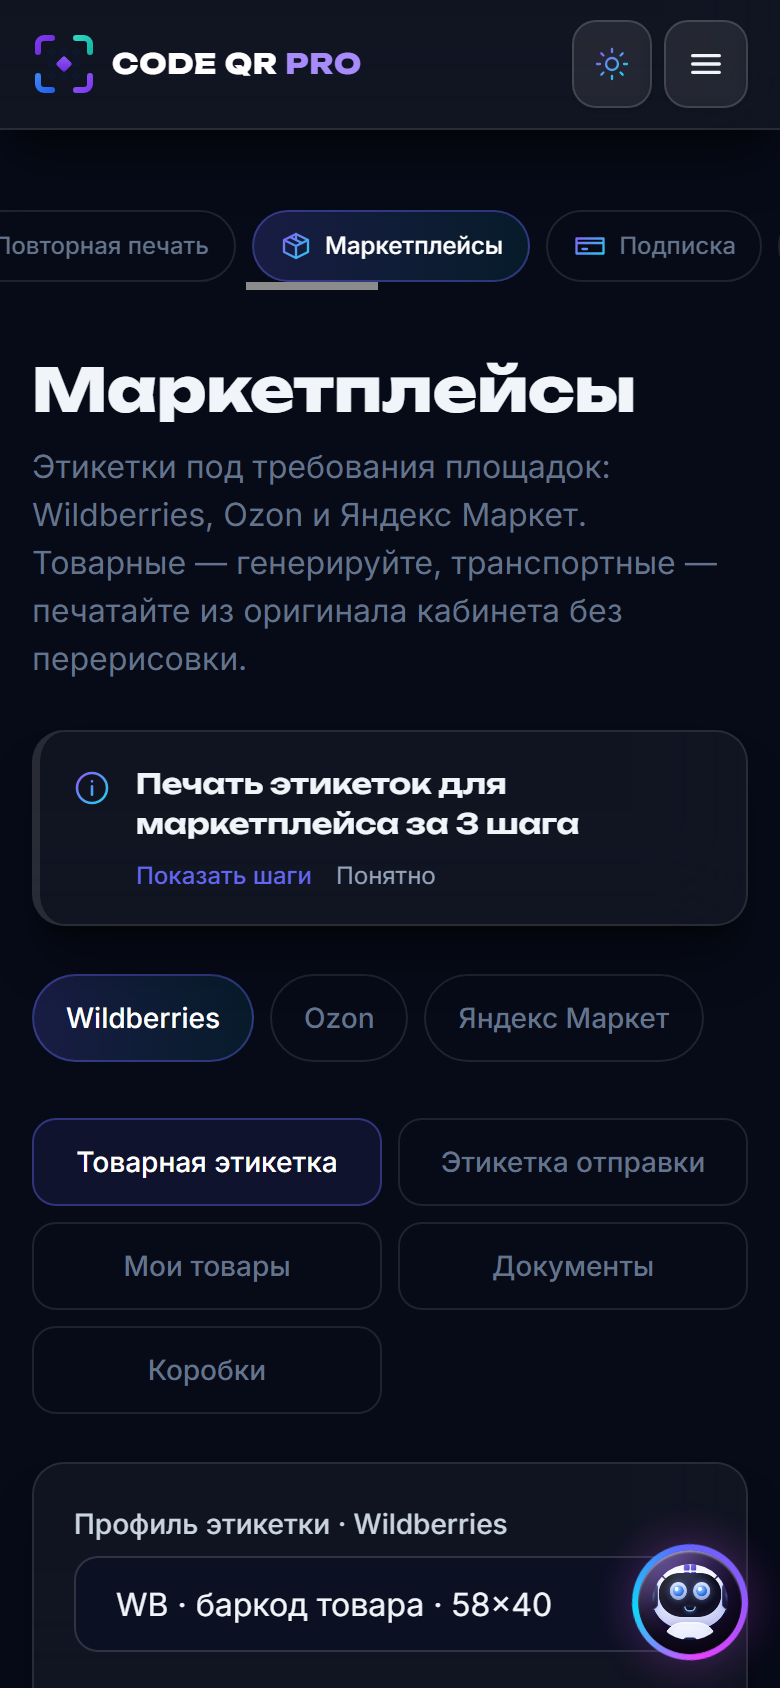 CODE QR PRO
Повторная печать
Маркетплейсы
Подписка
Маркетплейсы
Этикетки под требования площадок:
Wildberries, Ozon и Яндекс Маркет.
Товарные — генерируйте, транспортные —
печатайте из оригинала кабинета без
перерисовки.
Печать этикеток для
маркетплейса за 3 шага
Показать шаги Понятно
Wildberries
Ozon
Яндекс Маркет
Товарная этикетка
Этикетка отправки
Мои товары
Документы
Коробки
Профиль этикетки · Wildberries
WB · баркод товара · 58×40